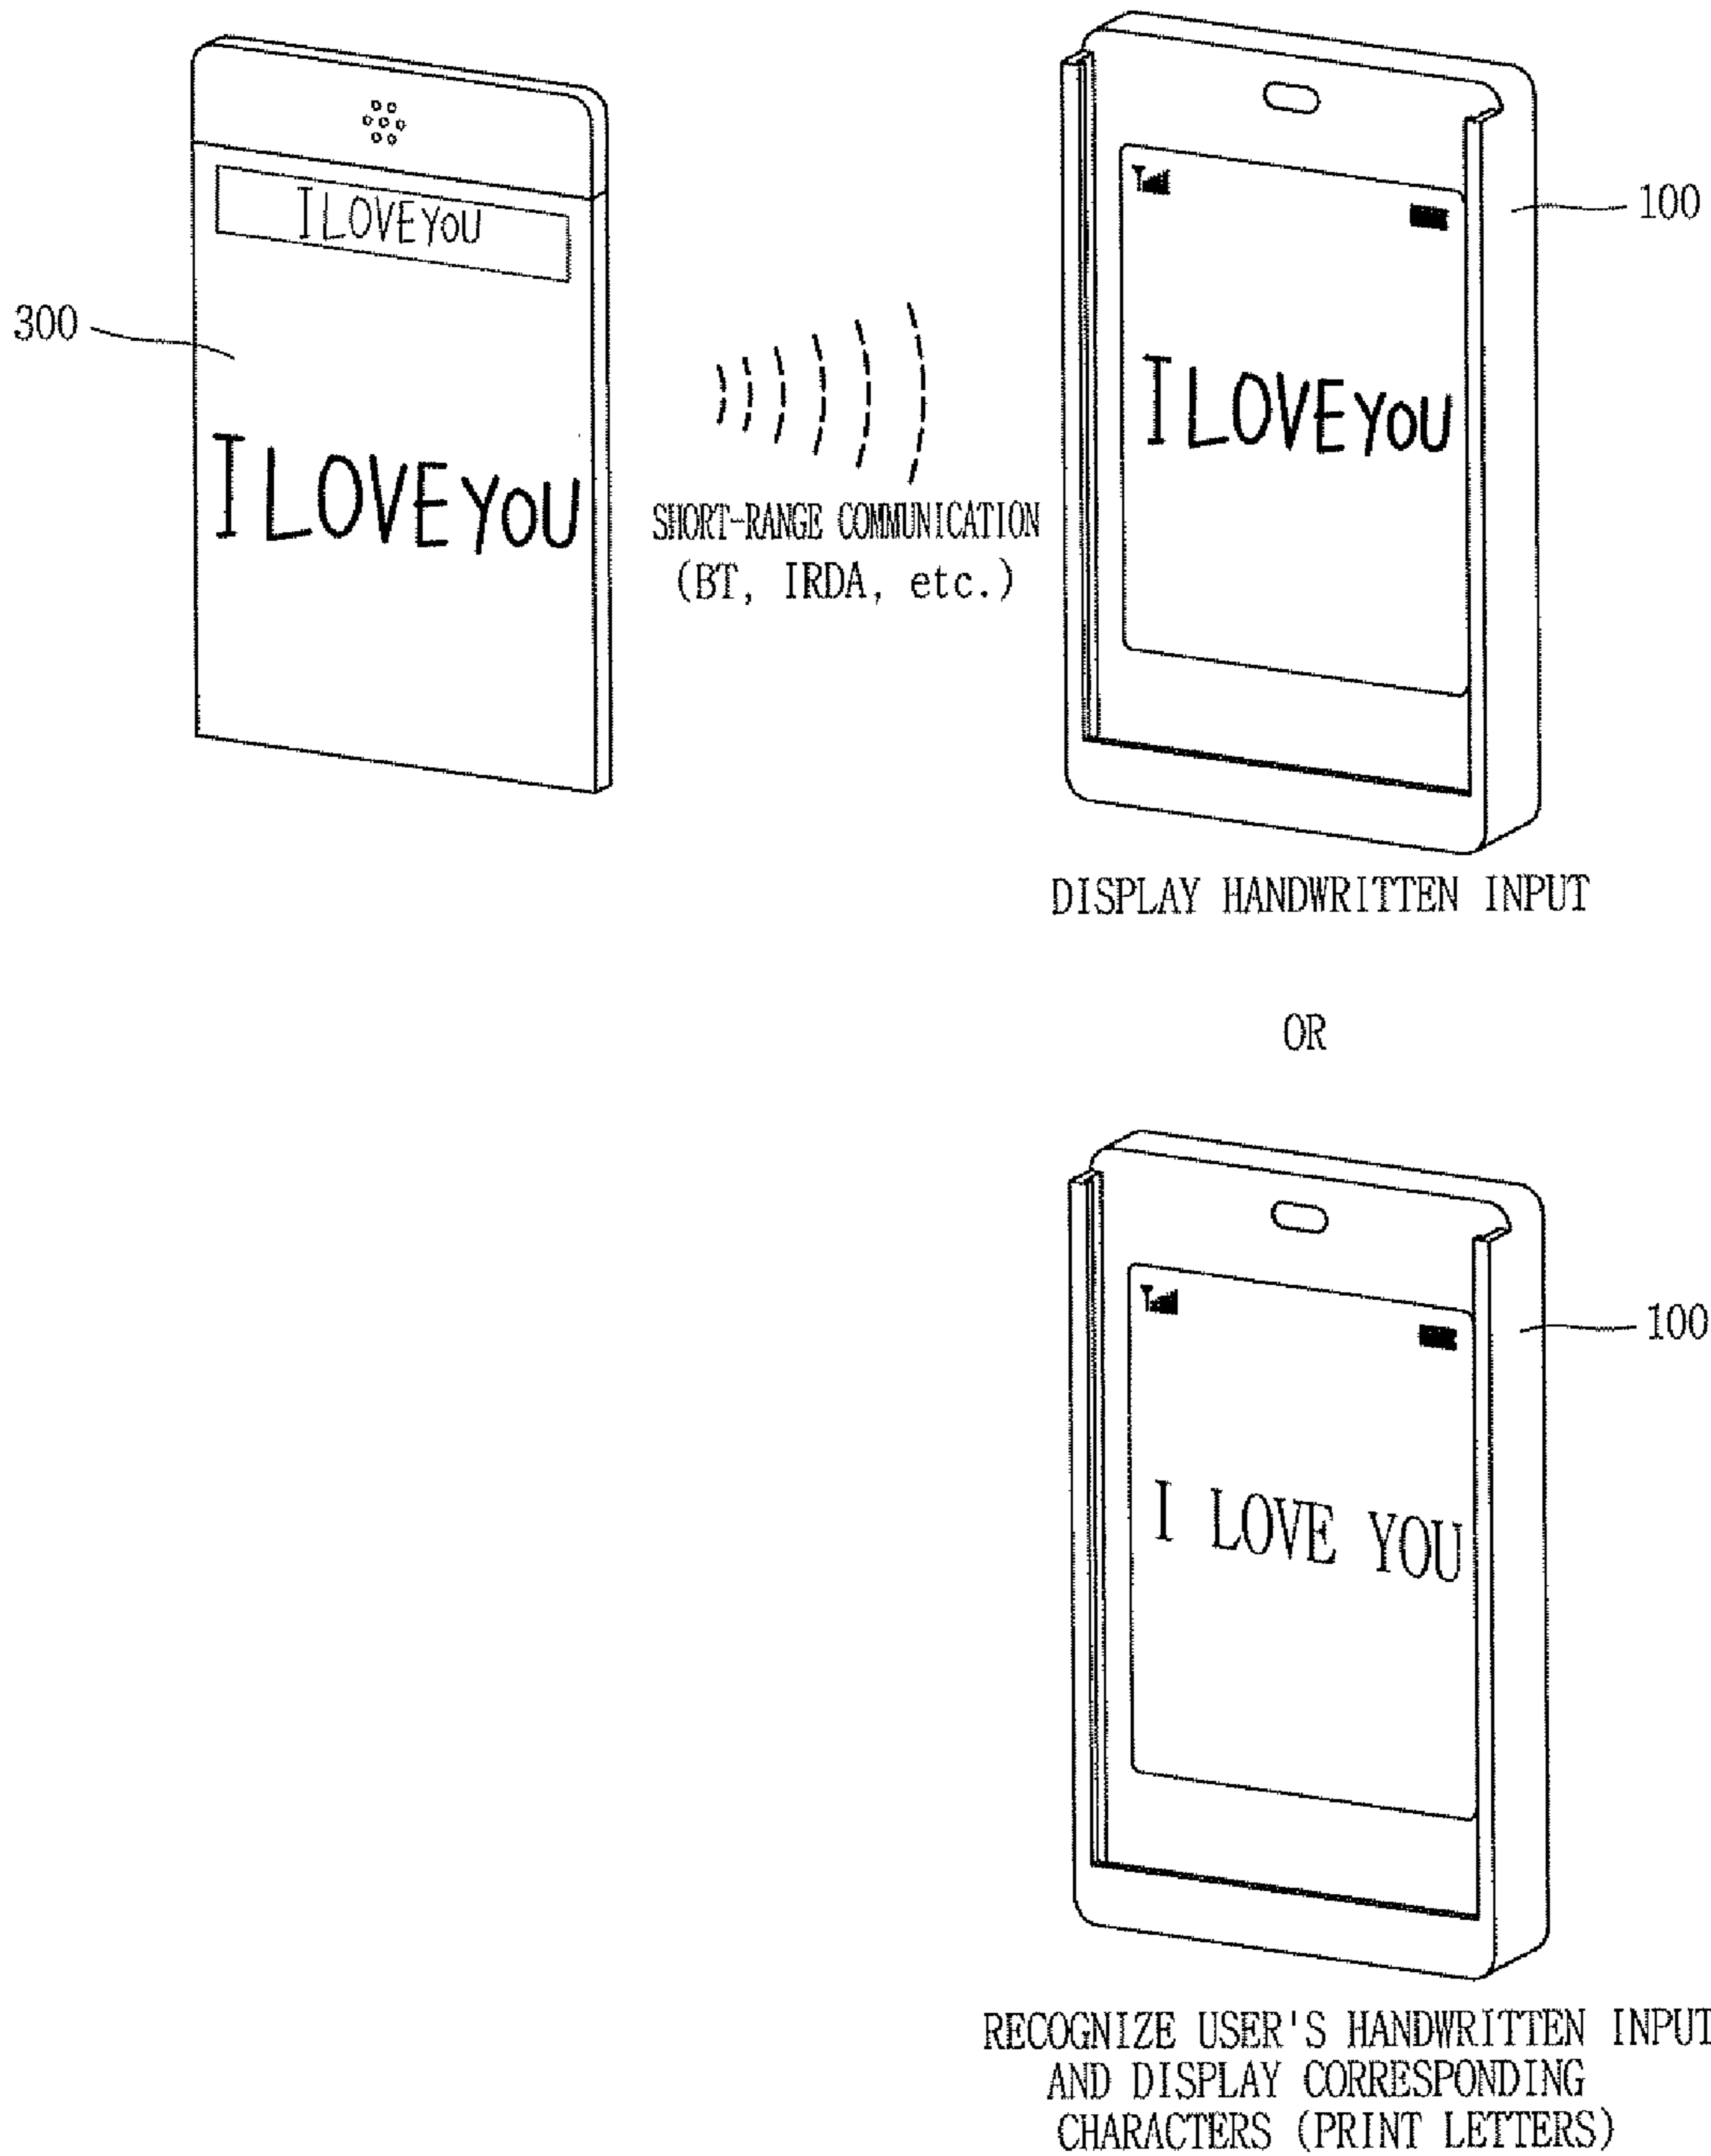 I LOVE YOU
300
I LOVE YOU
SHORT-RANGE COMMUNICATION
(BT, IRDA, etc.)
100
I LOVE YOU
DISPLAY HANDWRITTEN INPUT
OR
100
I LOVE YOU
RECOGNIZE USER'S HANDWRITTEN INPUT
AND DISPLAY CORRESPONDING
CHARACTERS (PRINT LETTERS)